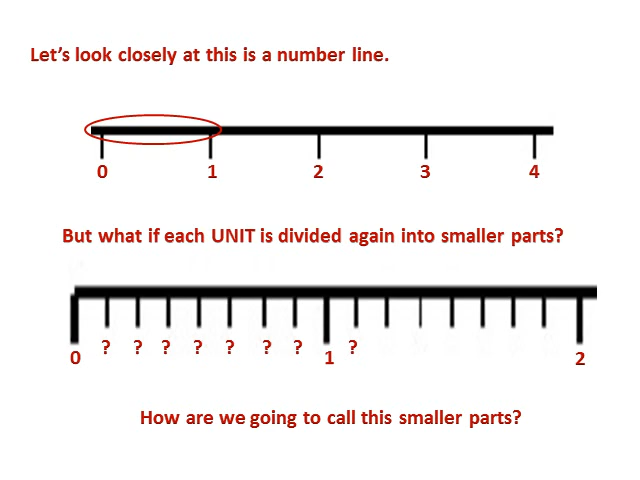 Let's look closely at this is a number line.
0 1 2 3 4
But what if each UNIT is divided again into smaller parts?
0 ? ? ? ? ? ? ? 1 ? 2
How are we going to call this smaller parts?